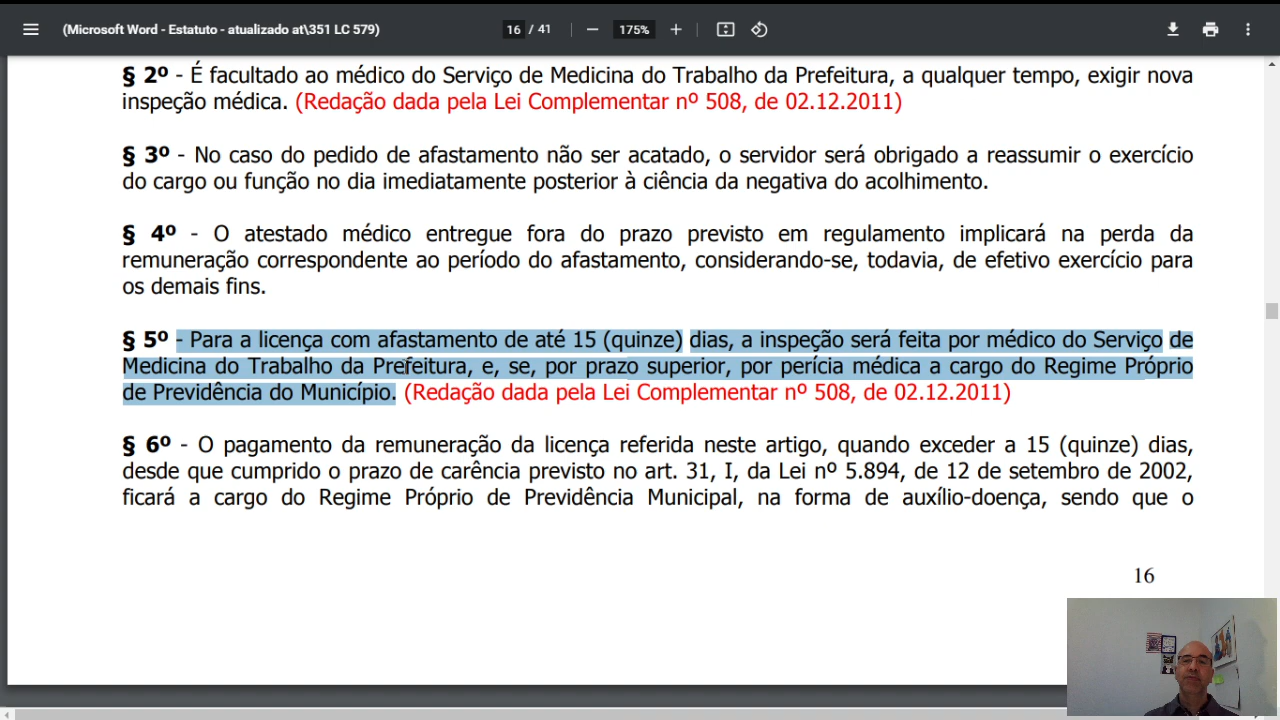 (Microsoft Word - Estatuto - atualizado at\351 LC 579)
16 / 41
175%
§ 2º - É facultado ao médico do Serviço de Medicina do Trabalho da Prefeitura, a qualquer tempo, exigir nova
inspeção médica. (Redação dada pela Lei Complementar nº 508, de 02.12.2011)
§ 3º - No caso do pedido de afastamento não ser acatado, o servidor será obrigado a reassumir o exercício
do cargo ou função no dia imediatamente posterior à ciência da negativa do acolhimento.
§ 4º - O atestado médico entregue fora do prazo previsto em regulamento implicará na perda da
remuneração correspondente ao período do afastamento, considerando-se, todavia, de efetivo exercício para
os demais fins.
§ 5º - Para a licença com afastamento de até 15 (quinze) dias, a inspeção será feita por médico do Serviço de
Medicina do Trabalho da Prefeitura, e, se, por prazo superior, por perícia médica a cargo do Regime Próprio
de Previdência do Município. (Redação dada pela Lei Complementar nº 508, de 02.12.2011)
§ 6º - O pagamento da remuneração da licença referida neste artigo, quando exceder a 15 (quinze) dias,
desde que cumprido o prazo de carência previsto no art. 31, I, da Lei nº 5.894, de 12 de setembro de 2002,
ficará a cargo do Regime Próprio de Previdência Municipal, na forma de auxílio-doença, sendo que o
16